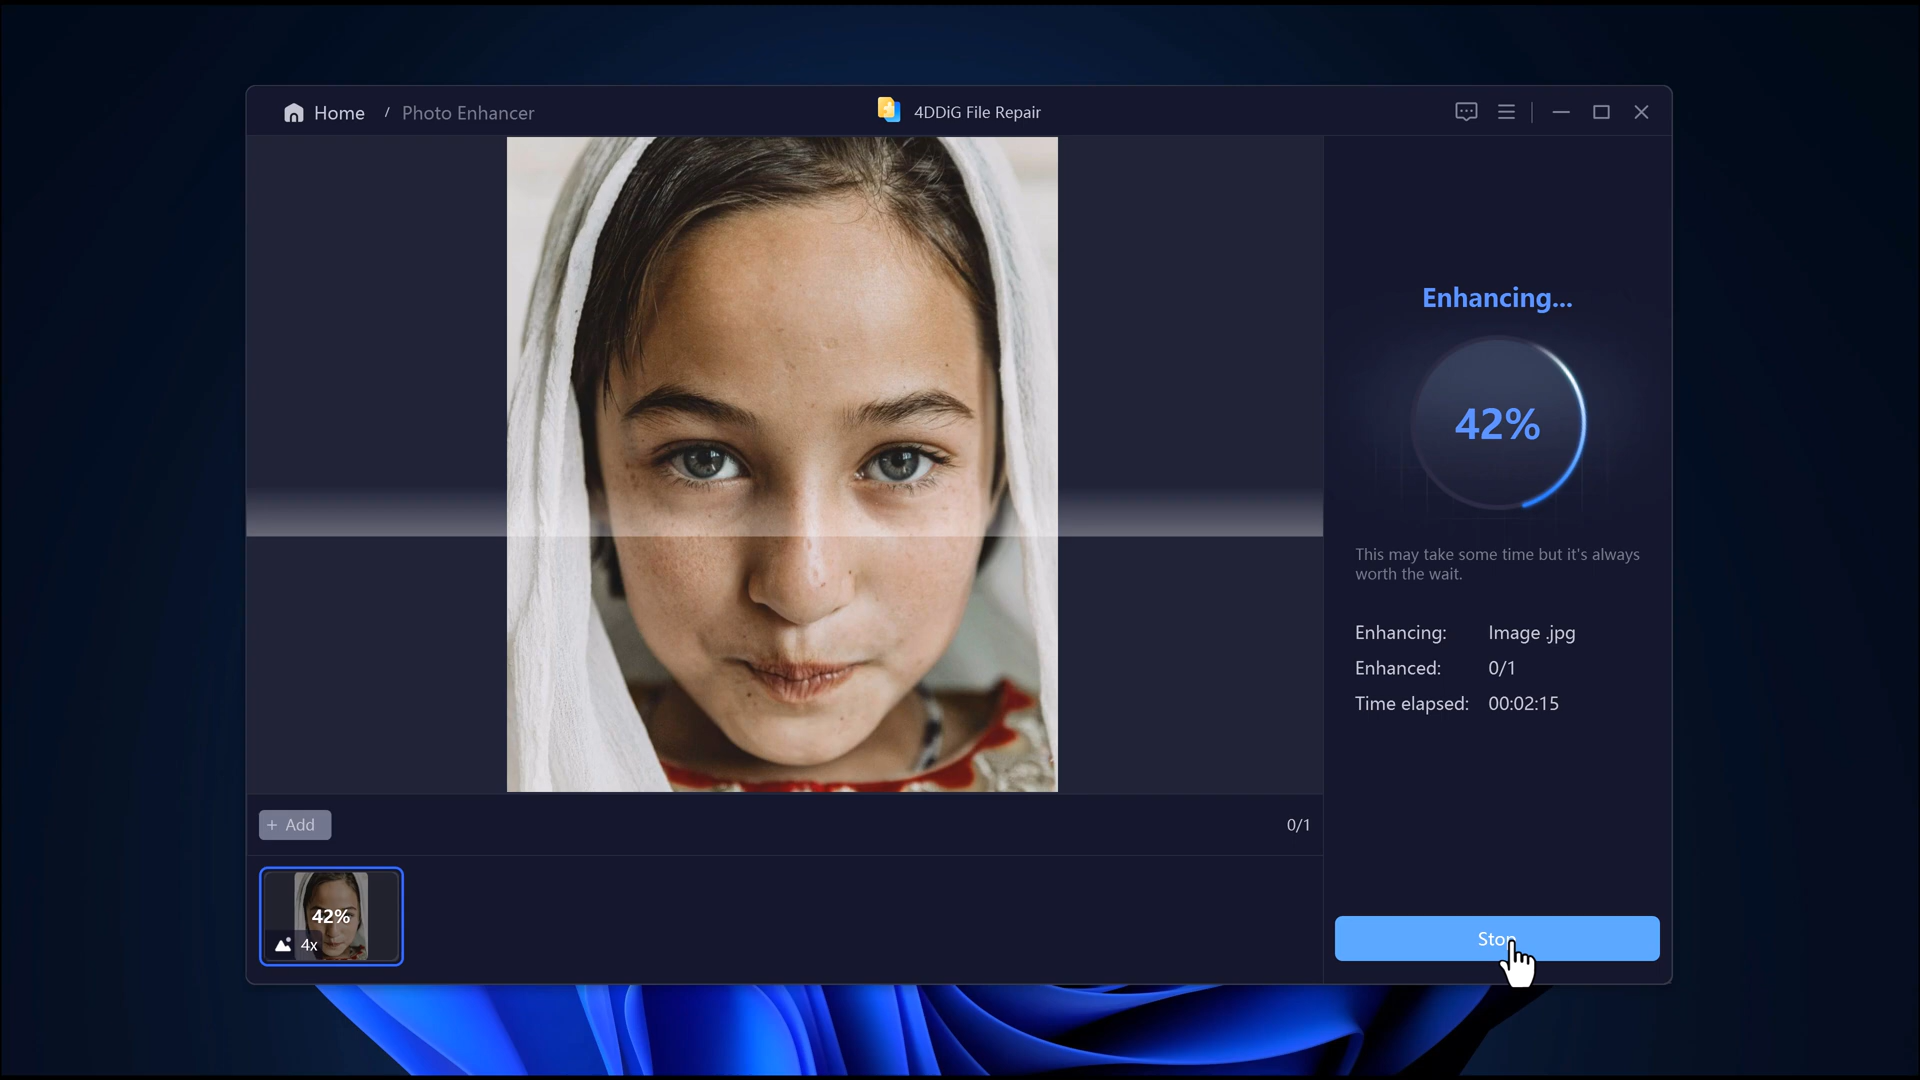 Home / Photo Enhancer
4DDiG File Repair
Enhancing...
42%
This may take some time but it's always
worth the wait.
Enhancing: Image .jpg
Enhanced: 0/1
Time elapsed: 00:02:15
+ Add
0/1
42%
4x
Stop